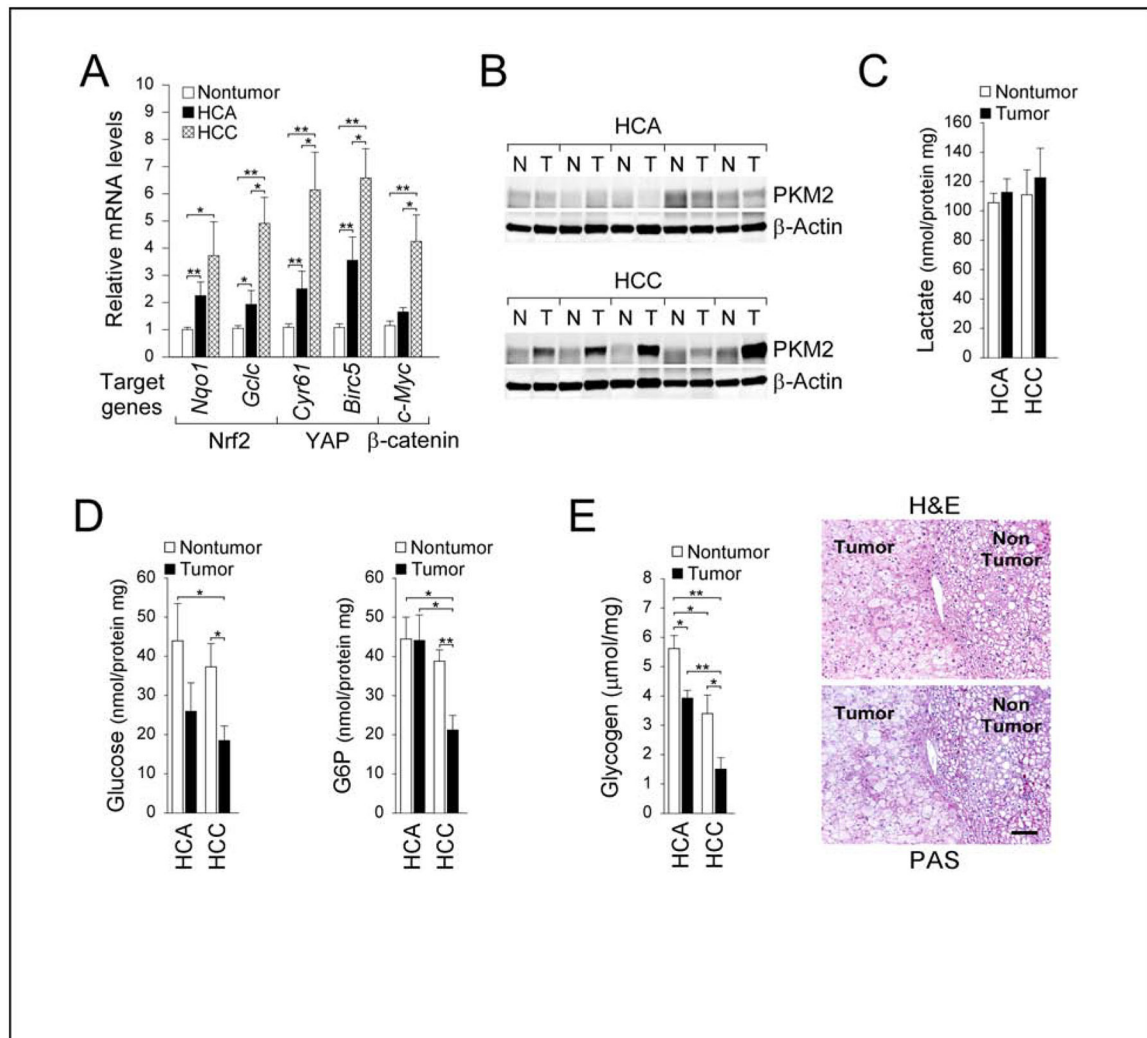 A
Nontumor
HCA
HCC
Relative mRNA levels
10
9
8
7
6
5
4
3
2
1
0
** * ** * ** * ** * ** *
* ** * ** **
Target genes
Nqo1 Gclc Cyr61 Birc5 c-Myc
Nrf2 YAP β-catenin
B
HCA
N T N T N T N T N T
PKM2
β-Actin
HCC
N T N T N T N T N T
PKM2
β-Actin
C
Nontumor
Tumor
Lactate (nmol/protein mg)
160
140
120
100
80
60
40
20
0
HCA HCC
D
Nontumor
Tumor
Glucose (nmol/protein mg)
60
50
40
30
20
10
0
*
*
HCA HCC
Nontumor
Tumor
G6P (nmol/protein mg)
60
50
40
30
20
10
0
*
*
**
HCA HCC
E
Nontumor
Tumor
Glycogen (μmol/mg)
8
7
6
5
4
3
2
1
0
**
*
*
**
*
HCA HCC
H&E
Tumor
Non
Tumor
Tumor
Non
Tumor
PAS